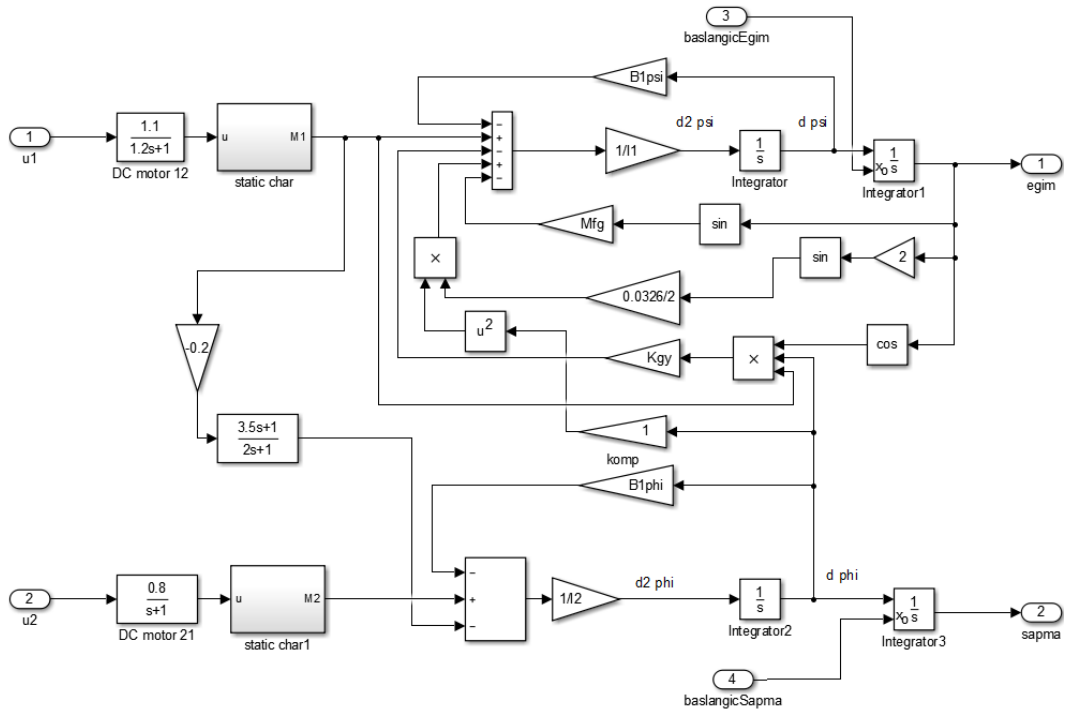 3
baslangicEgim
B1psi
1
u1
1.1
1.2s+1
DC motor 12
u
M1
static char
−
+
−
+
−
1/I1
d2 psi
1
s
Integrator
d psi
x0
1
s
Integrator1
1
egim
Mfg
sin
×
sin
2
0.0326/2
u2
cos
Kgy
×
-0.2
3.5s+1
2s+1
1
komp
B1phi
2
u2
0.8
s+1
DC motor 21
u
M2
static char1
−
+
−
1/I2
d2 phi
1
s
Integrator2
d phi
x0
1
s
Integrator3
2
sapma
4
baslangicSapma